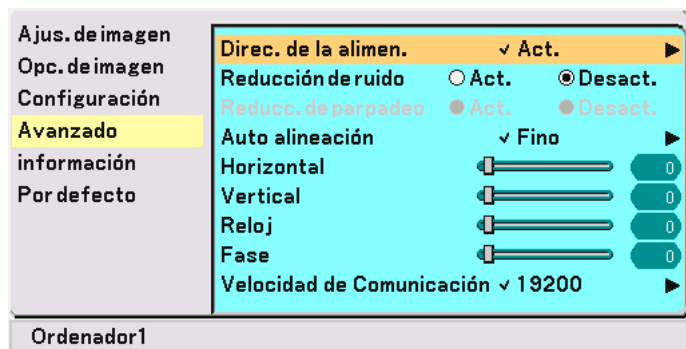 Ajus. de imagen
Opc. de imagen
Configuración
Avanzado
información
Por defecto
Direc. de la alimen. ✓ Act. ▶
Reducción de ruido ○ Act. ◉ Desact.
Reducc. de parpadeo ● Act. ● Desact.
Auto alineación ✓ Fino ▶
Horizontal 0
Vertical 0
Reloj 0
Fase 0
Velocidad de Comunicación ✓ 19200 ▶
Ordenador1